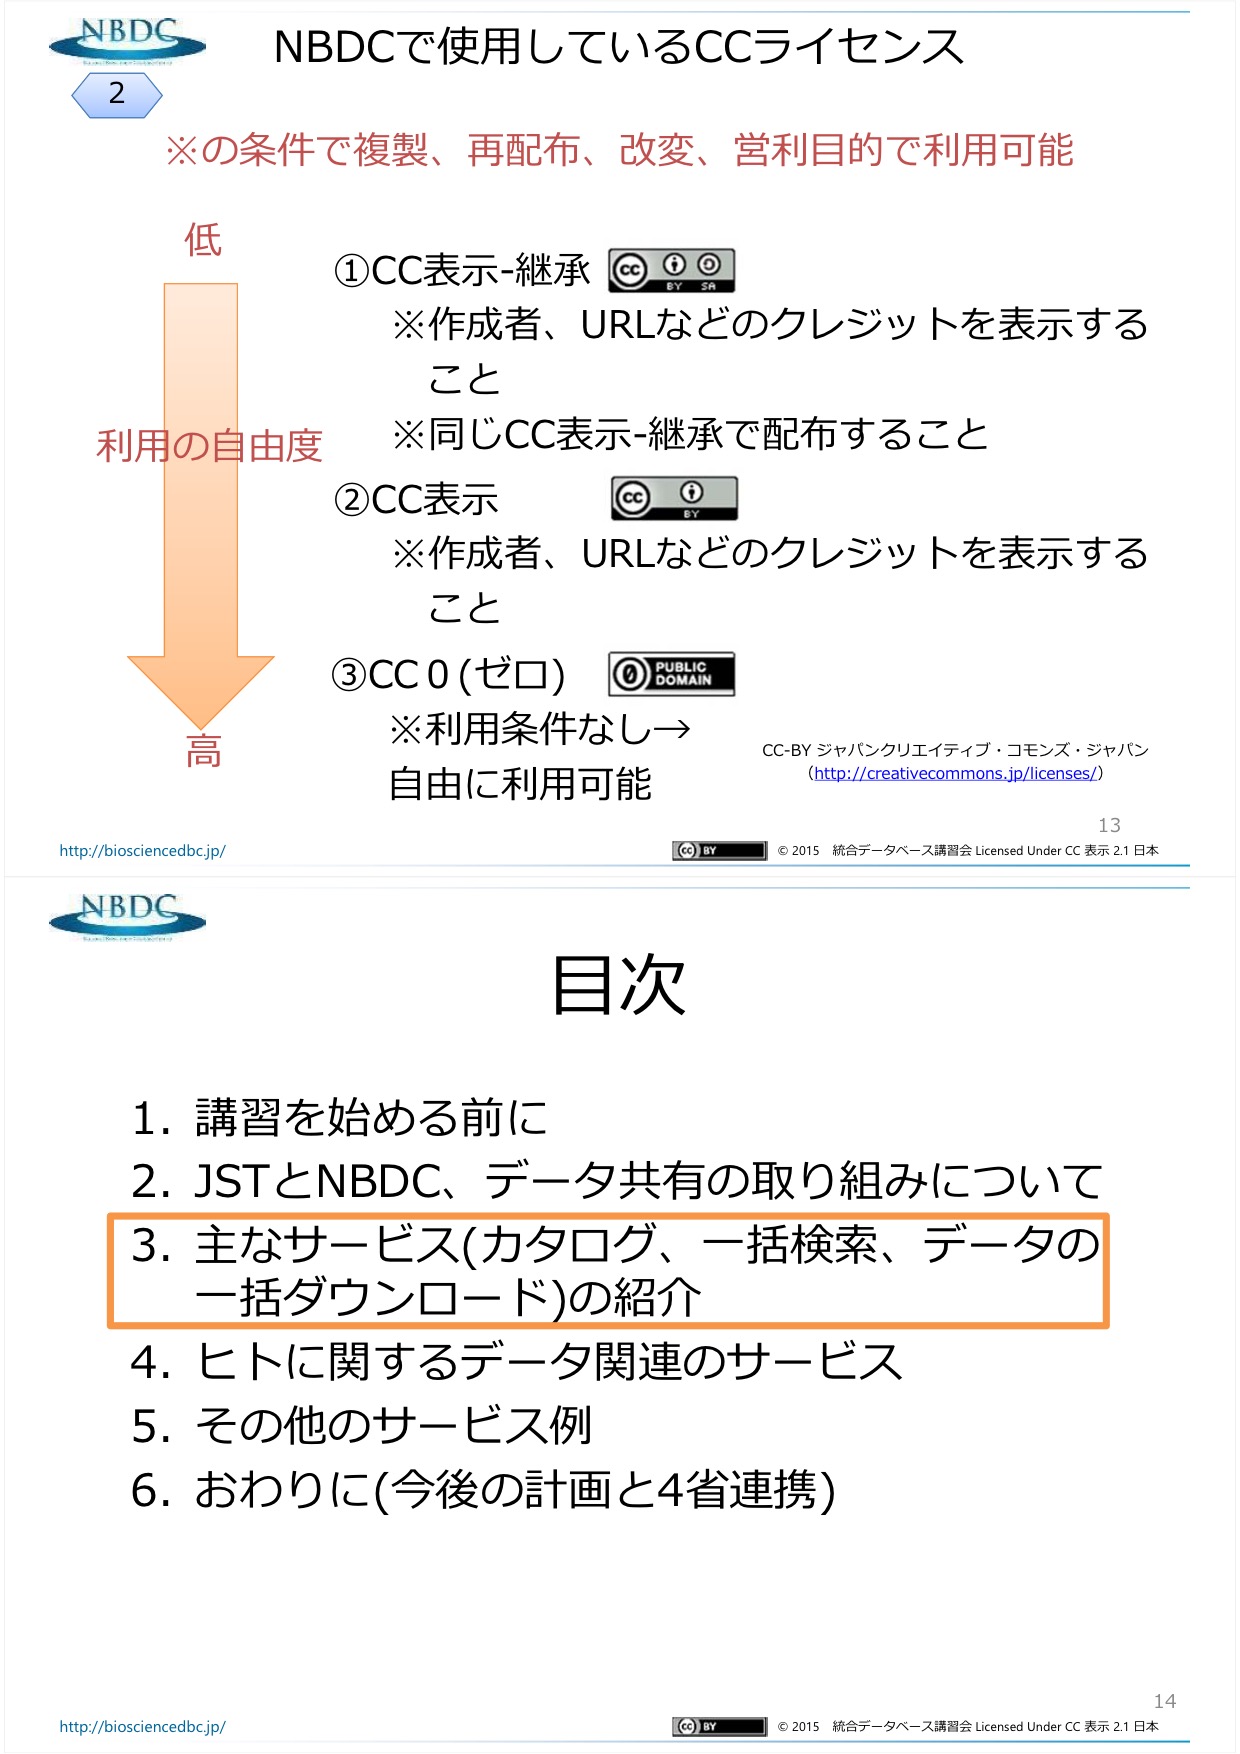 NBDC
NBDCで使用しているCCライセンス
2
※の条件で複製、再配布、改変、営利目的で利用可能
低
利用の自由度
高
①CC表示-継承
CC BY SA
※作成者、URLなどのクレジットを表示する
こと
※同じCC表示-継承で配布すること
②CC表示
CC BY
※作成者、URLなどのクレジットを表示する
こと
③CC 0 (ゼロ)
0 PUBLIC
DOMAIN
※利用条件なし→
自由に利用可能
CC-BY ジャパンクリエイティブ・コモンズ・ジャパン
（http://creativecommons.jp/licenses/）
13
http://biosciencedbc.jp/
CC BY
© 2015　統合データベース講習会 Licensed Under CC 表示 2.1 日本
NBDC
目次
1. 講習を始める前に
2. JSTとNBDC、データ共有の取り組みについて
3. 主なサービス(カタログ、一括検索、データの
一括ダウンロード)の紹介
4. ヒトに関するデータ関連のサービス
5. その他のサービス例
6. おわりに(今後の計画と4省連携)
14
http://biosciencedbc.jp/
CC BY
© 2015　統合データベース講習会 Licensed Under CC 表示 2.1 日本